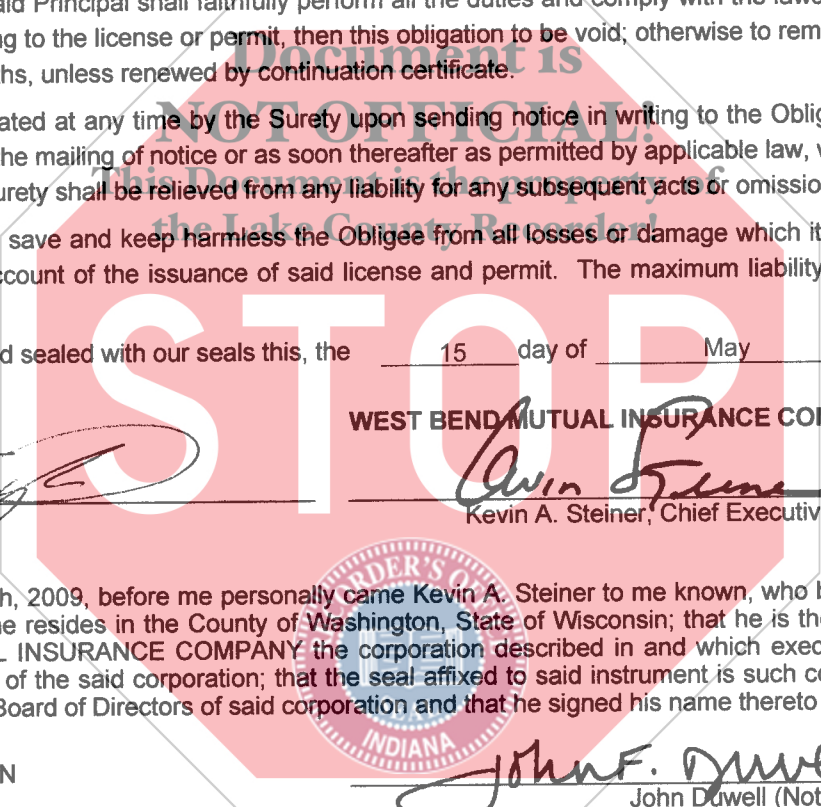 aid Principal shall faithfully perform all the duties and comply with the laws
ng to the license or permit, then this obligation to be void; otherwise to rem
ths, unless renewed by continuation certificate.
Document is
NOT OFFICIAL!
This Document is the property of
the Lake County Recorder!
ated at any time by the Surety upon sending notice in writing to the Oblig
he mailing of notice or as soon thereafter as permitted by applicable law, v
urety shall be relieved from any liability for any subsequent acts or omissio
save and keep harmless the Obligee from all losses or damage which it
ccount of the issuance of said license and permit. The maximum liability
STOP
d sealed with our seals this, the 15 day of May
WEST BEND MUTUAL INSURANCE CO
Kevin Steiner
Kevin A. Steiner, Chief Executiv
h, 2009, before me personally came Kevin A. Steiner to me known, who b
he resides in the County of Washington, State of Wisconsin; that he is th
L INSURANCE COMPANY the corporation described in and which exec
of the said corporation; that the seal affixed to said instrument is such c
Board of Directors of said corporation and that he signed his name thereto
RECORDER'S OFFICE
SEAL
INDIANA
N
John F. Duwell
John Duwell (Not